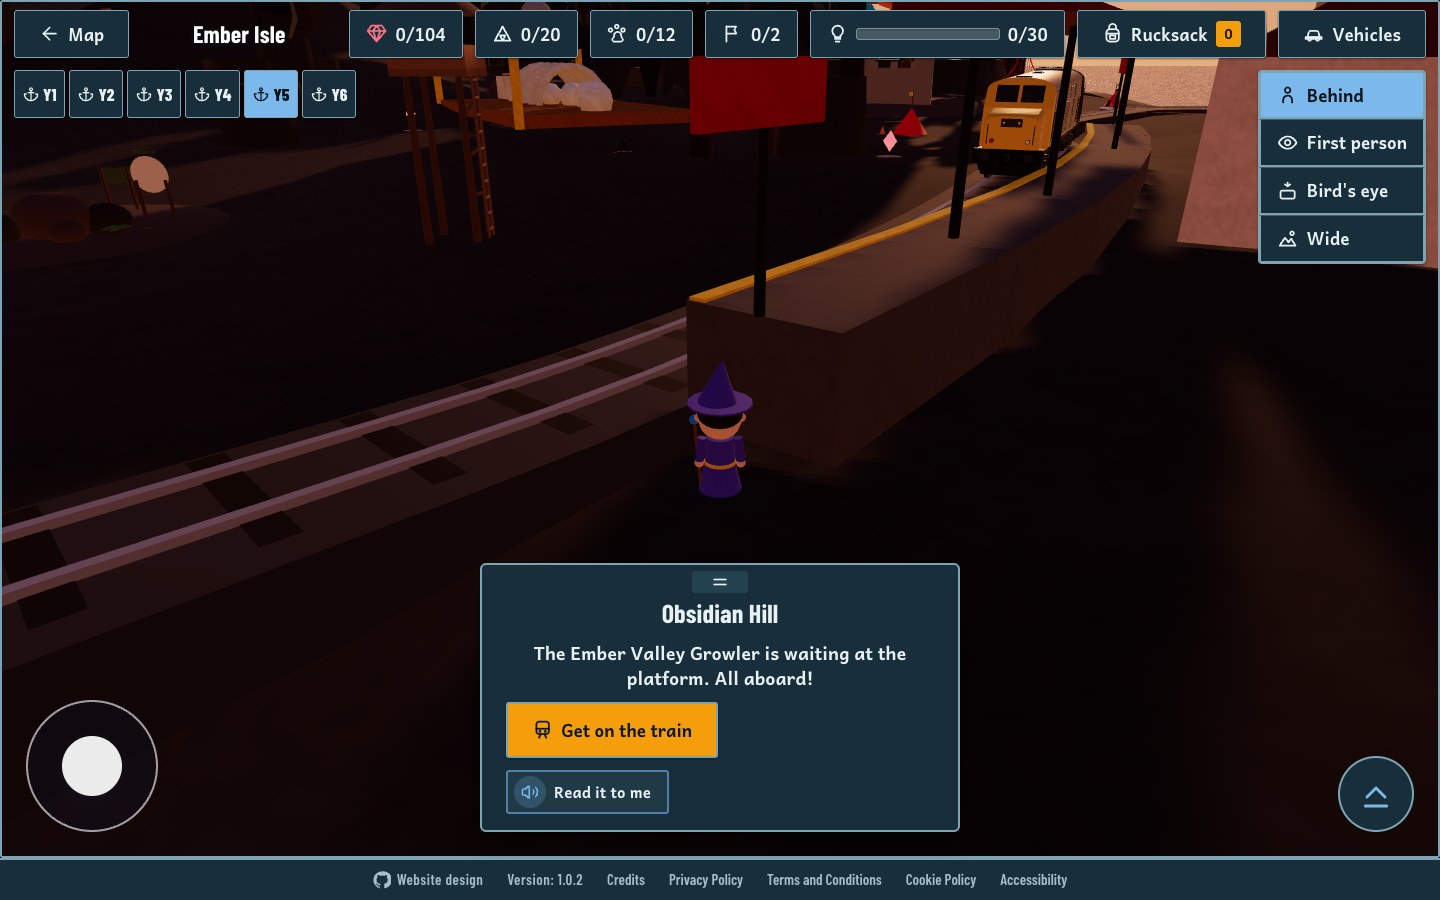 Map
Ember Isle
0/104
0/20
0/12
0/2
0/30
Rucksack 0
Vehicles
Y1
Y2
Y3
Y4
Y5
Y6
Behind
First person
Bird's eye
Wide
Obsidian Hill
The Ember Valley Growler is waiting at the
platform. All aboard!
Get on the train
Read it to me
Website design
Version: 1.0.2
Credits
Privacy Policy
Terms and Conditions
Cookie Policy
Accessibility